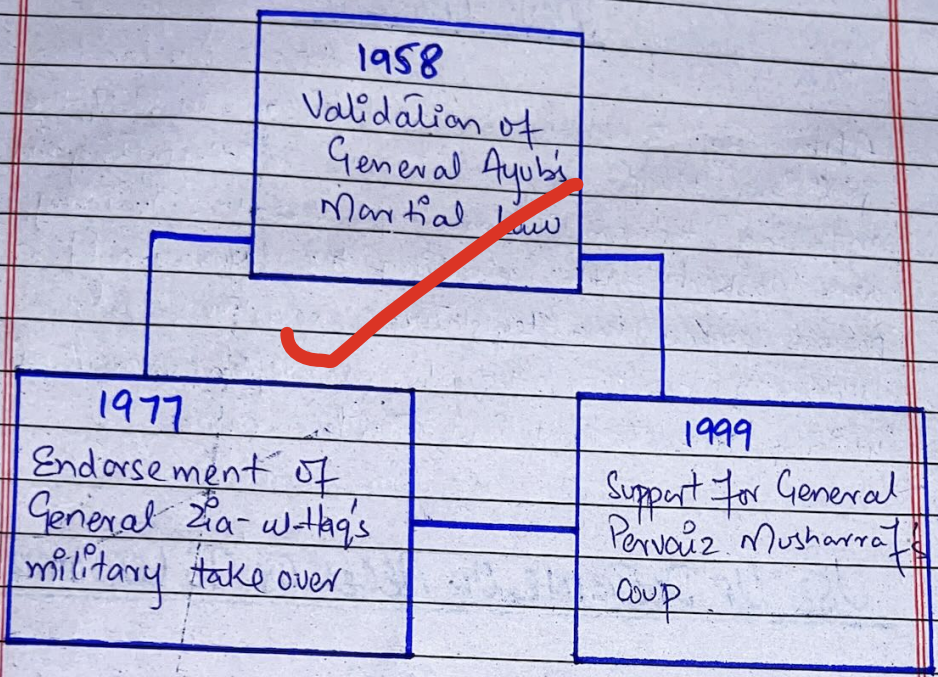 1958
Validation of
General Ayub's
Martial Law
1977
Endorsement of
General Zia-ul-Haq's
military take over
1999
Support for General
Pervaiz Musharraf's
coup.